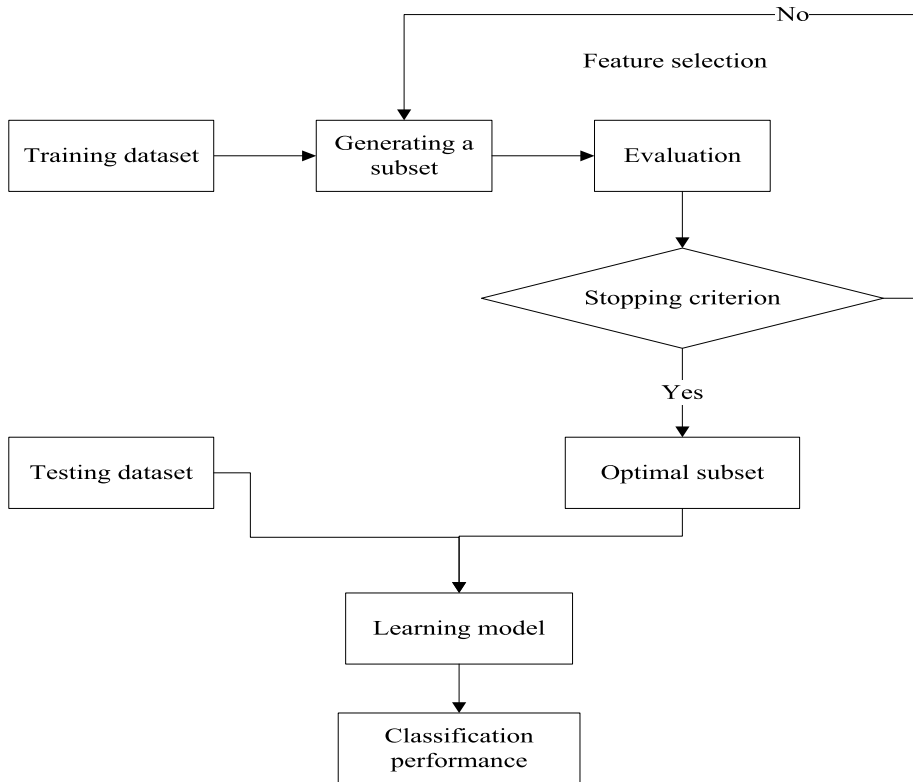 No
Feature selection
Training dataset
Generating a
subset
Evaluation
Stopping criterion
Yes
Testing dataset
Optimal subset
Learning model
Classification
performance